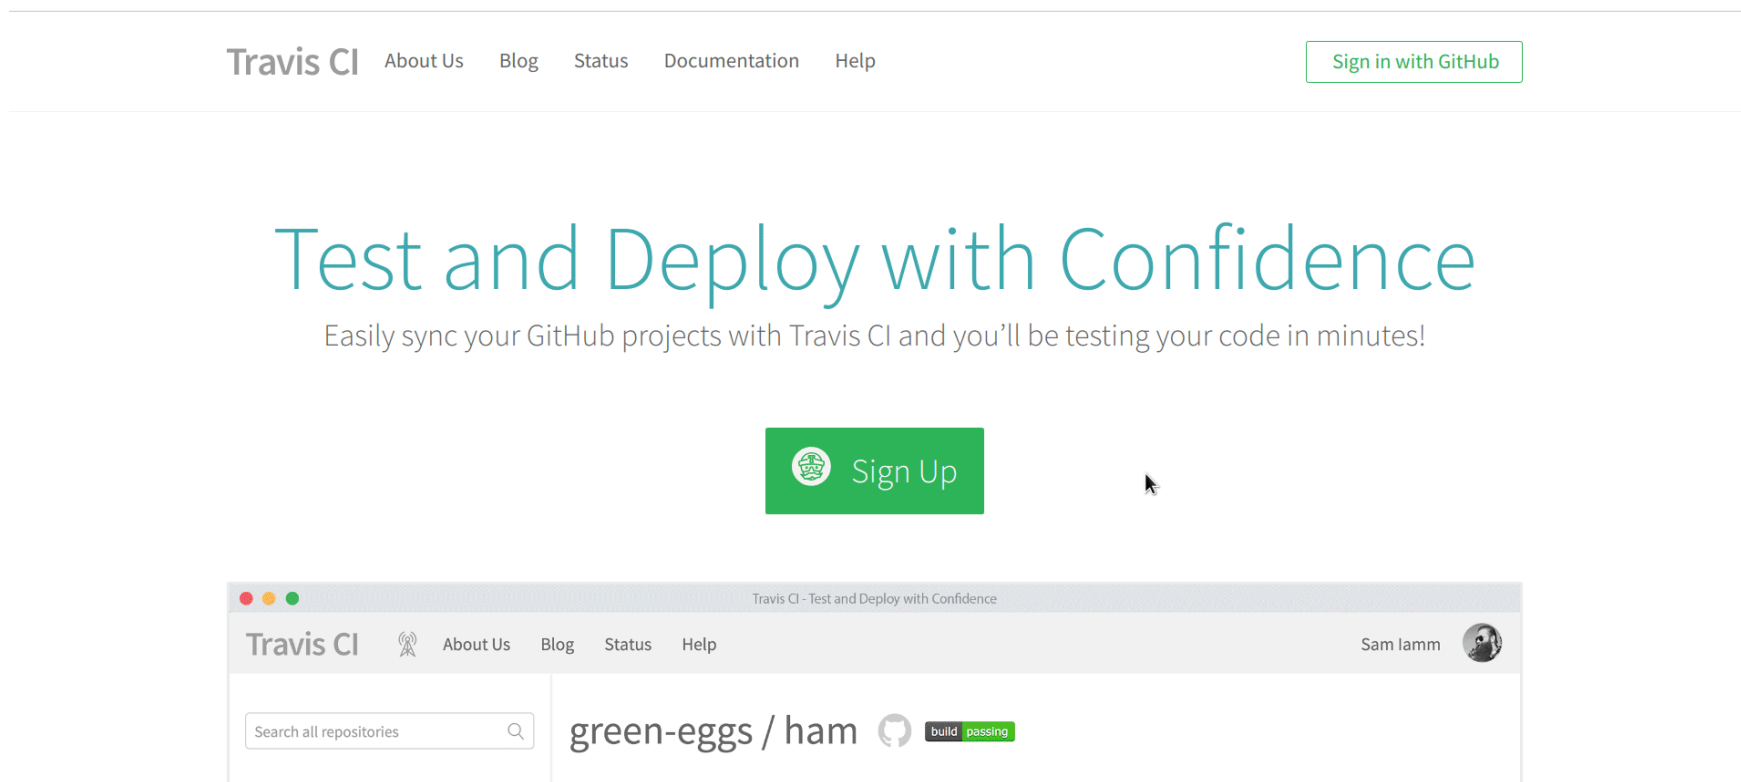 Travis CI About Us Blog Status Documentation Help Sign in with GitHub
Test and Deploy with Confidence
Easily sync your GitHub projects with Travis CI and you’ll be testing your code in minutes!
Sign Up
Travis CI - Test and Deploy with Confidence
Travis CI About Us Blog Status Help Sam Iamm
Search all repositories
green-eggs / ham build passing